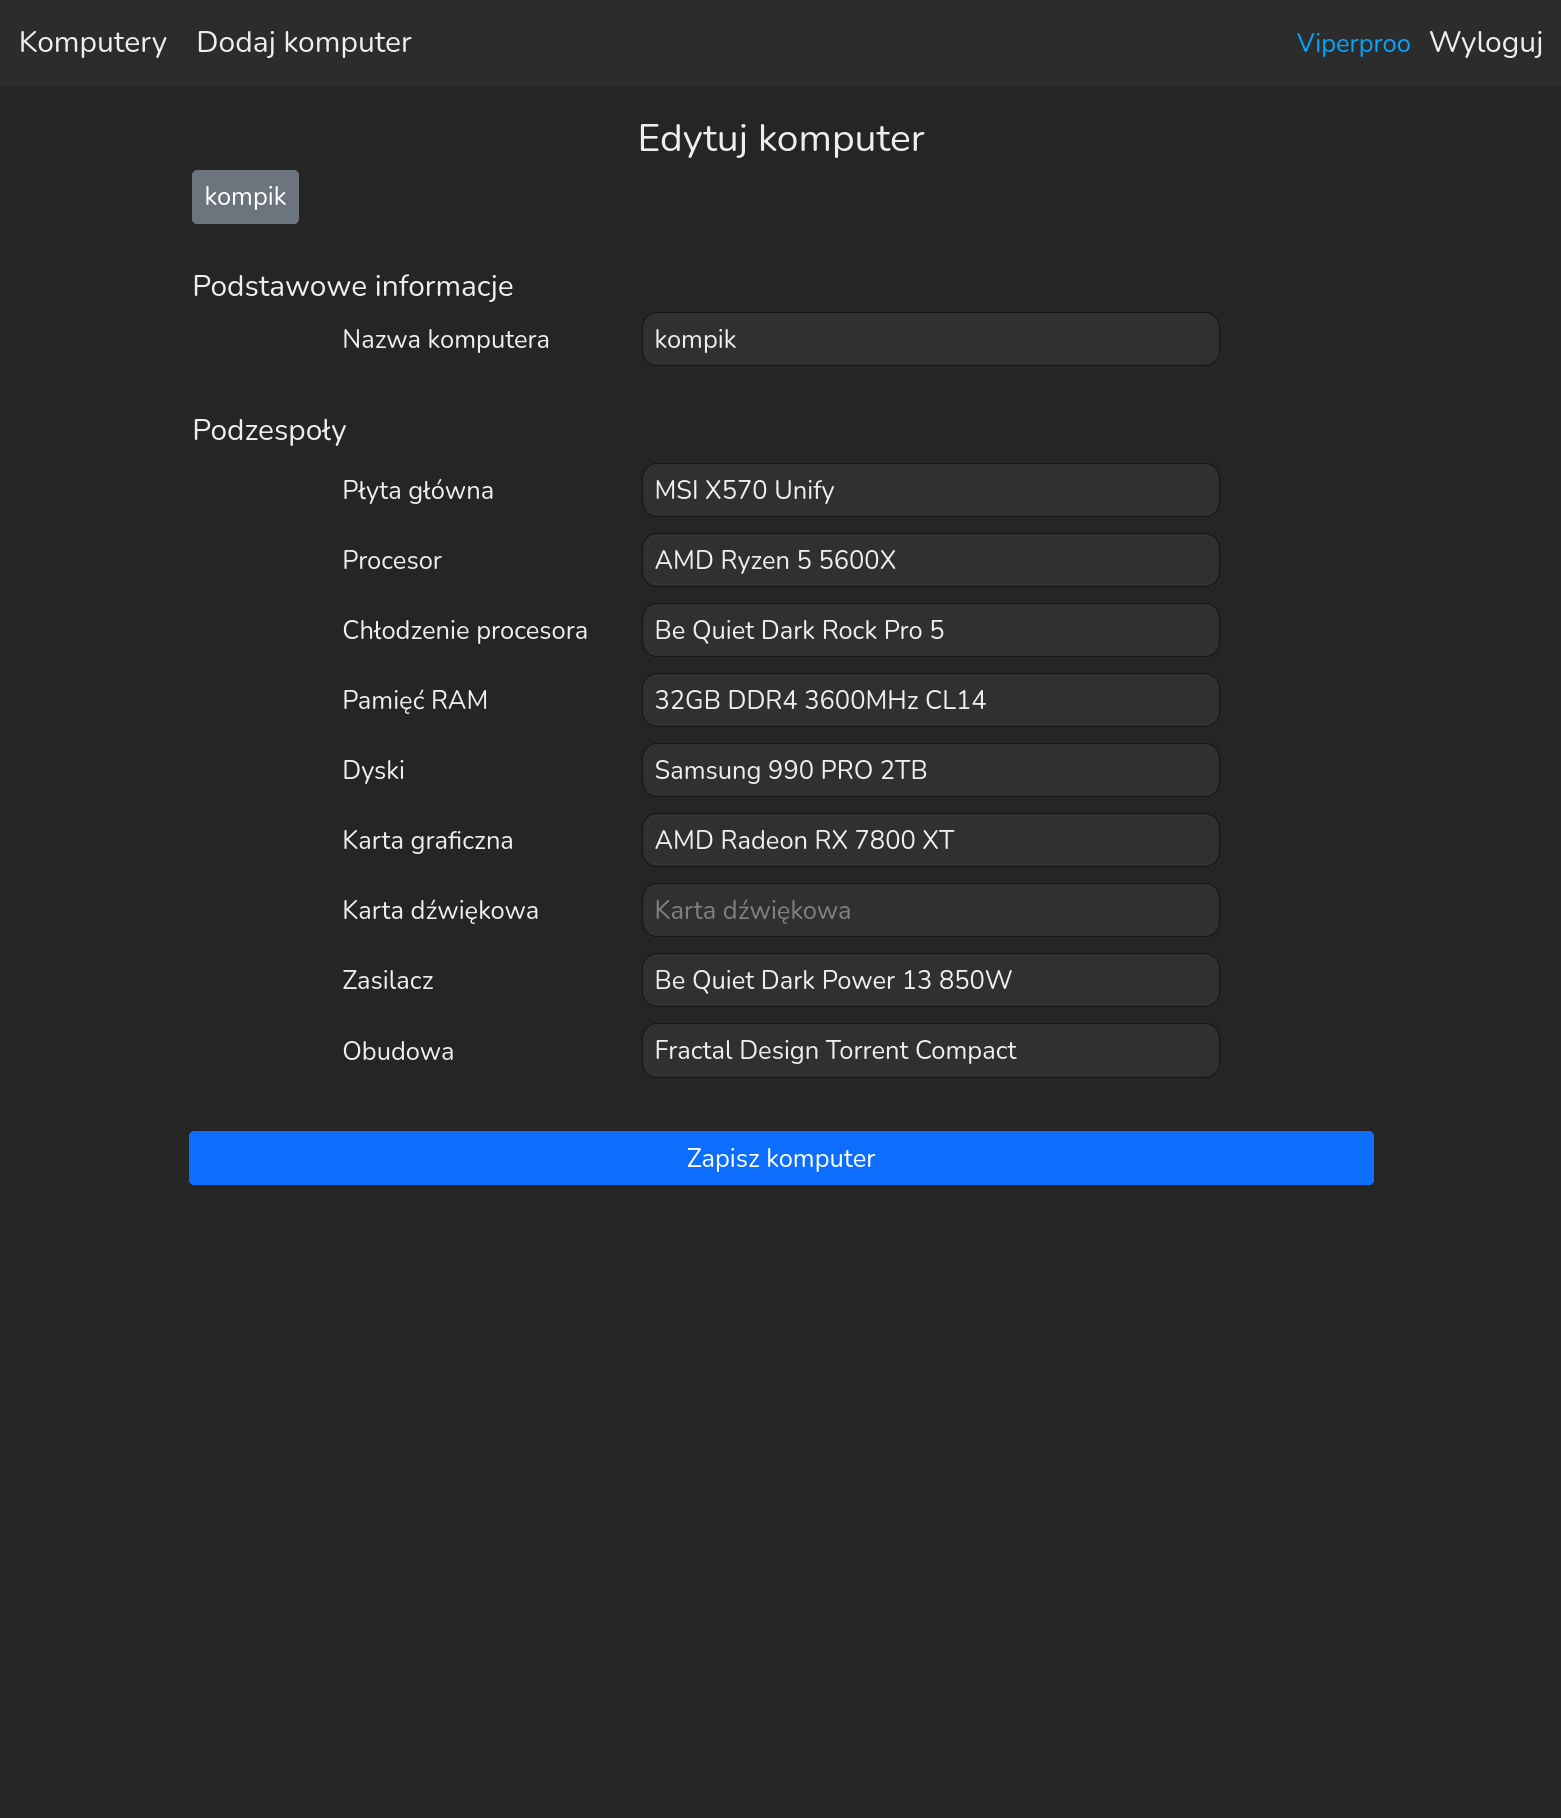 Komputery Dodaj komputer Viperproo Wyloguj
Edytuj komputer
kompik
Podstawowe informacje
Nazwa komputera kompik
Podzespoły
Płyta główna MSI X570 Unify
Procesor AMD Ryzen 5 5600X
Chłodzenie procesora Be Quiet Dark Rock Pro 5
Pamięć RAM 32GB DDR4 3600MHz CL14
Dyski Samsung 990 PRO 2TB
Karta graficzna AMD Radeon RX 7800 XT
Karta dźwiękowa Karta dźwiękowa
Zasilacz Be Quiet Dark Power 13 850W
Obudowa Fractal Design Torrent Compact
Zapisz komputer